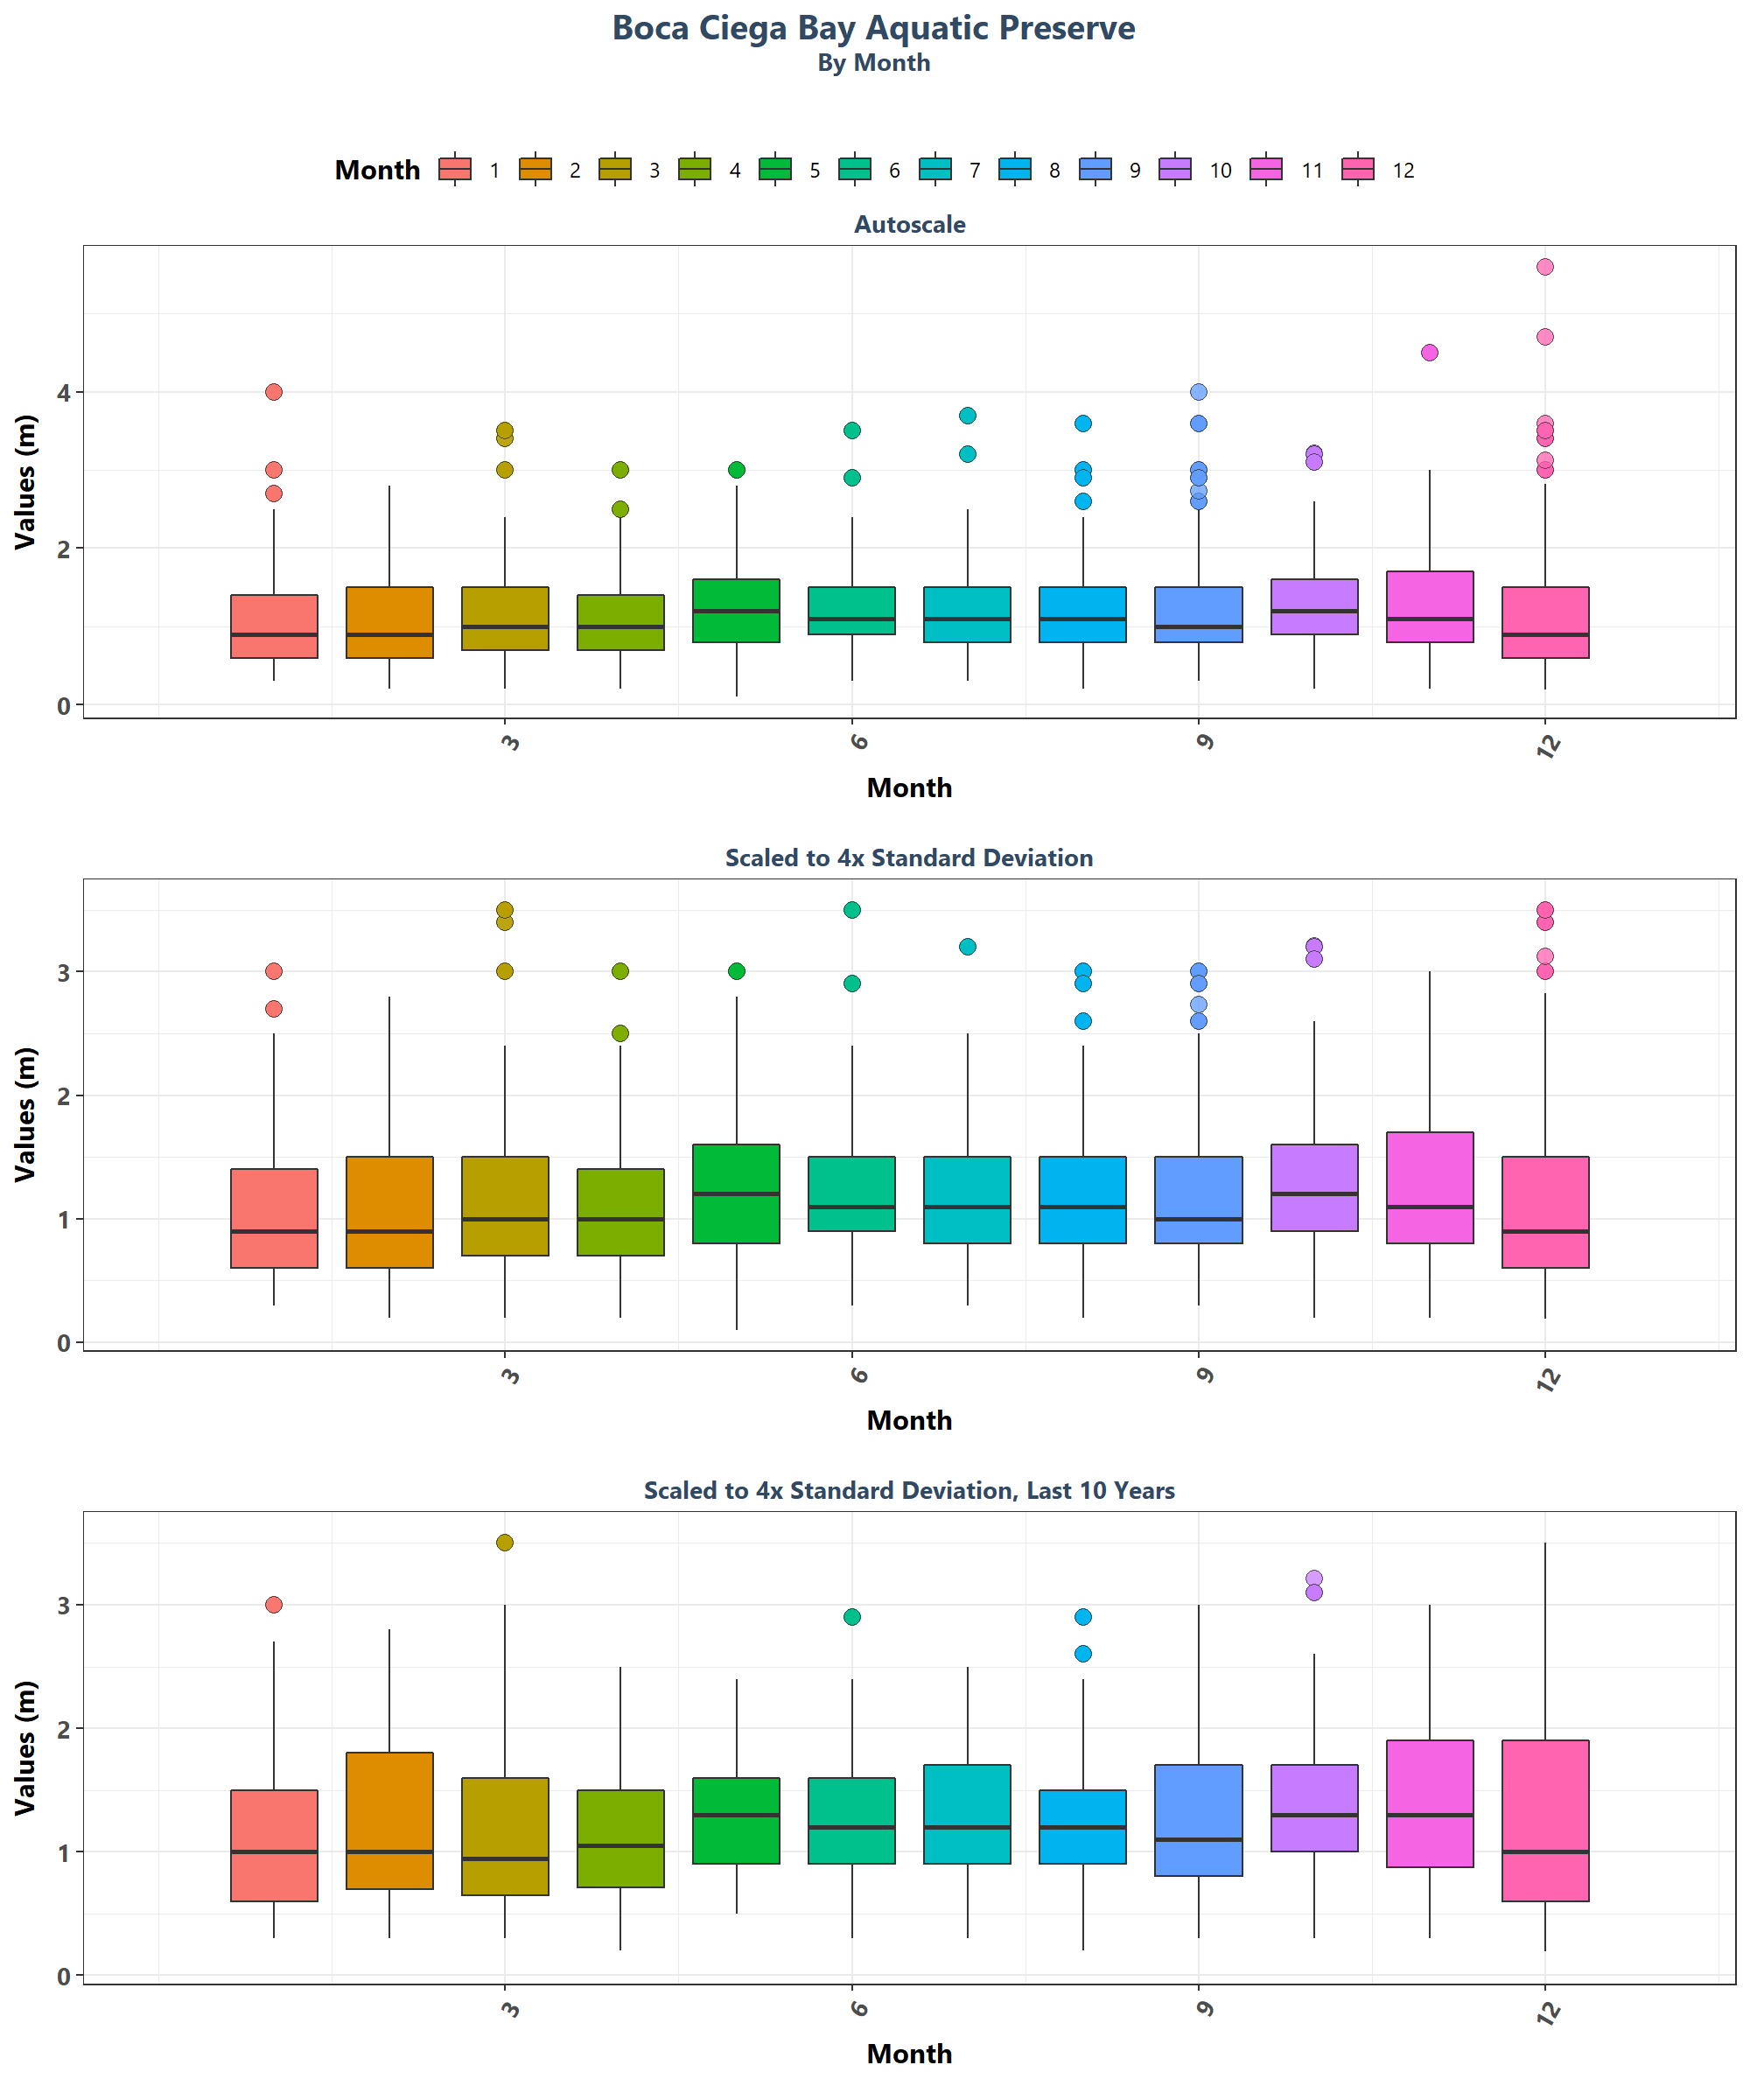 Boca Ciega Bay Aquatic Preserve
By Month
Month 1 2 3 4 5 6 7 8 9 10 11 12
Autoscale
Values (m)
4
2
0
3 6 9 12
Month
Scaled to 4x Standard Deviation
Values (m)
3
2
1
0
3 6 9 12
Month
Scaled to 4x Standard Deviation, Last 10 Years
Values (m)
3
2
1
0
3 6 9 12
Month